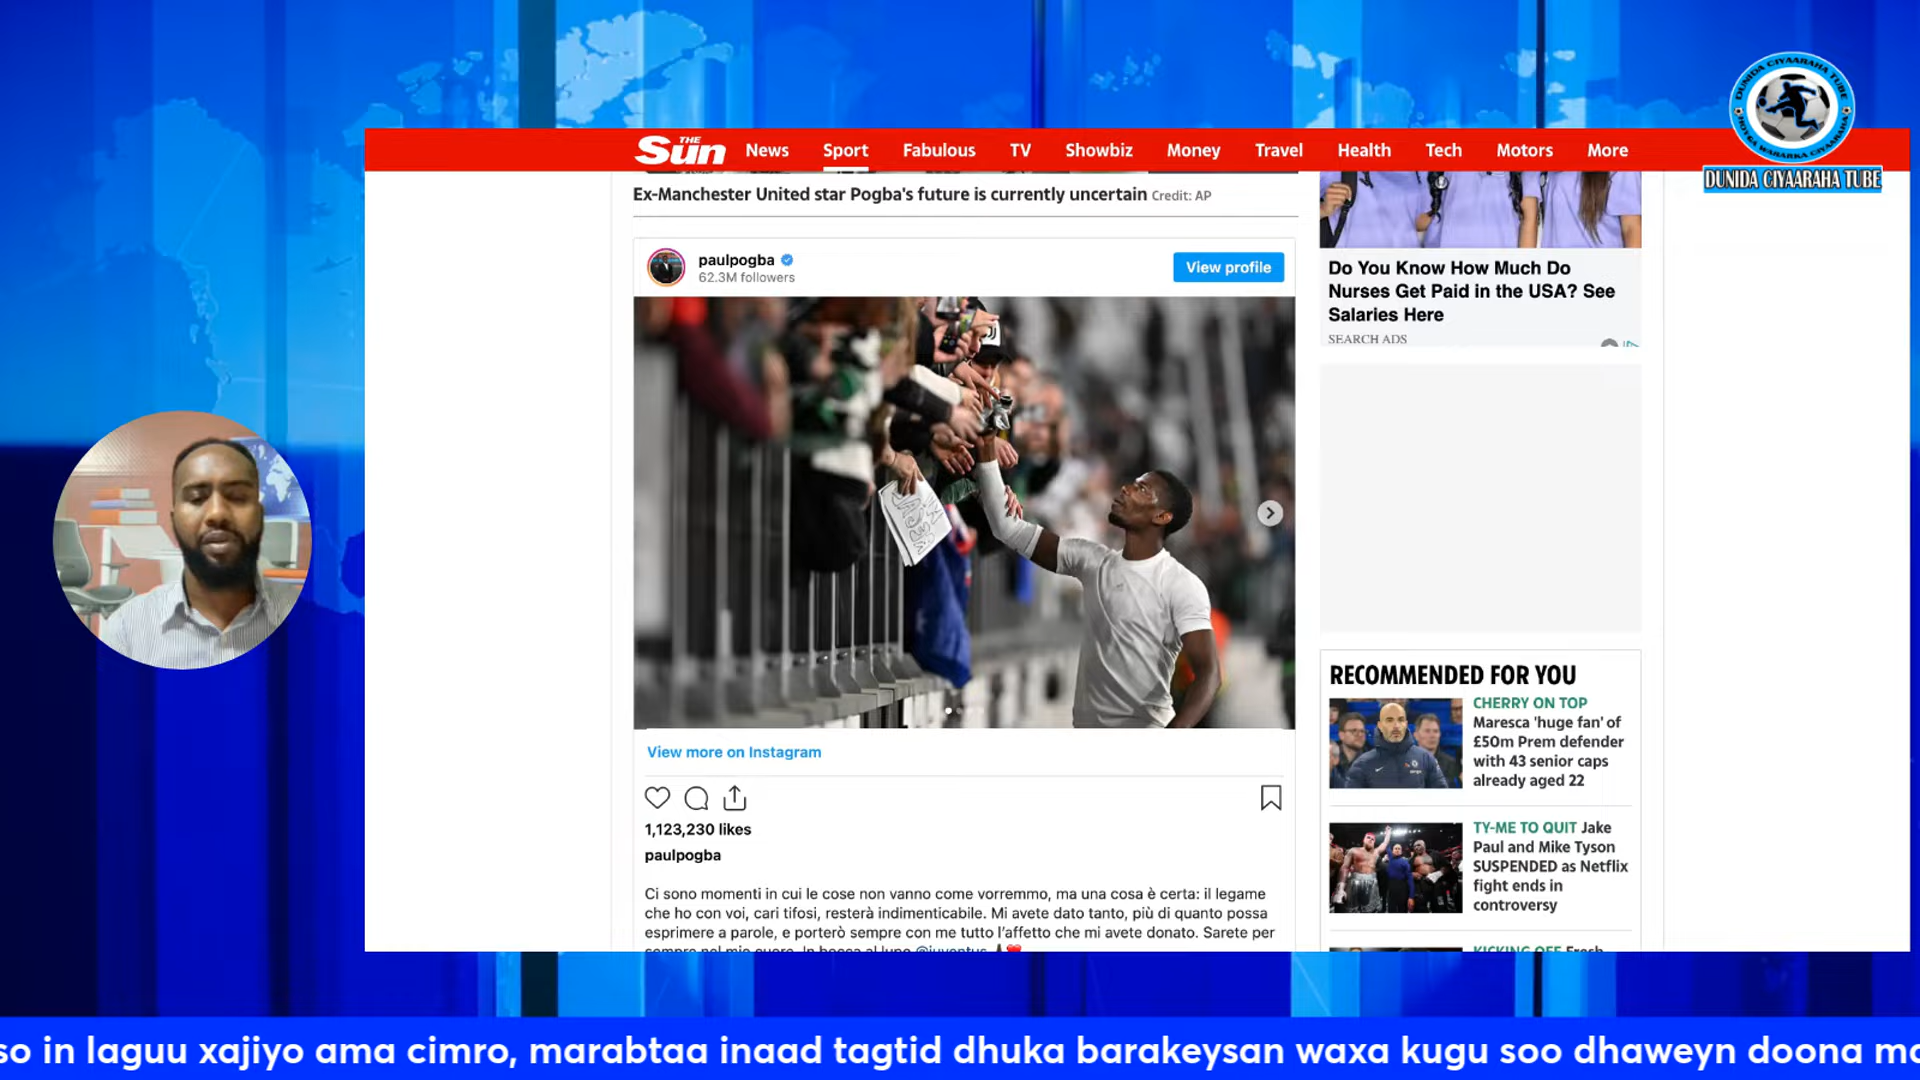 THE Sun News Sport Fabulous TV Showbiz Money Travel Health Tech Motors More
DUNIDA CIYAARAHA TUBE
DUNIDA CIYAARAHA TUBE
Ex-Manchester United star Pogba's future is currently uncertain Credit: AP
paulpogba
62.3M followers
View profile
View more on Instagram
1,123,230 likes
paulpogba
Ci sono momenti in cui le cose non vanno come vorremmo, ma una cosa è certa: il legame
che ho con voi, cari tifosi, resterà indimenticabile. Mi avete dato tanto, più di quanto possa
esprimere a parole, e porterò sempre con me tutto l'affetto che mi avete donato. Sarete per
sempre nel mio cuore. In bocca al lupo @juventus
Do You Know How Much Do
Nurses Get Paid in the USA? See
Salaries Here
SEARCH ADS
RECOMMENDED FOR YOU
CHERRY ON TOP
Maresca 'huge fan' of
£50m Prem defender
with 43 senior caps
already aged 22
TY-ME TO QUIT Jake
Paul and Mike Tyson
SUSPENDED as Netflix
fight ends in
controversy
KICKING OFF Fresh
so in laguu xajiyo ama cimro, marabtaa inaad tagtid dhuka barakeysan waxa kugu soo dhaweyn doona ma